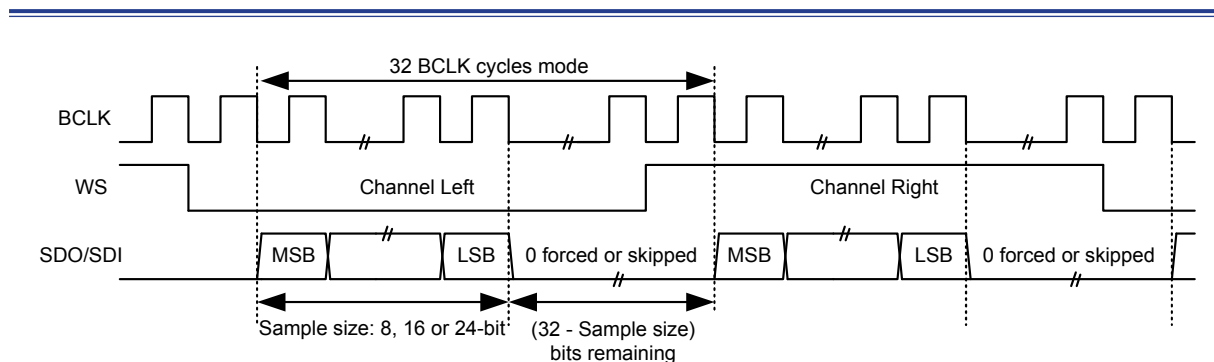 32 BCLK cycles mode
BCLK
WS
Channel Left
Channel Right
SDO/SDI
MSB
LSB
0 forced or skipped
MSB
LSB
0 forced or skipped
Sample size: 8, 16 or 24-bit
(32 - Sample size)
bits remaining